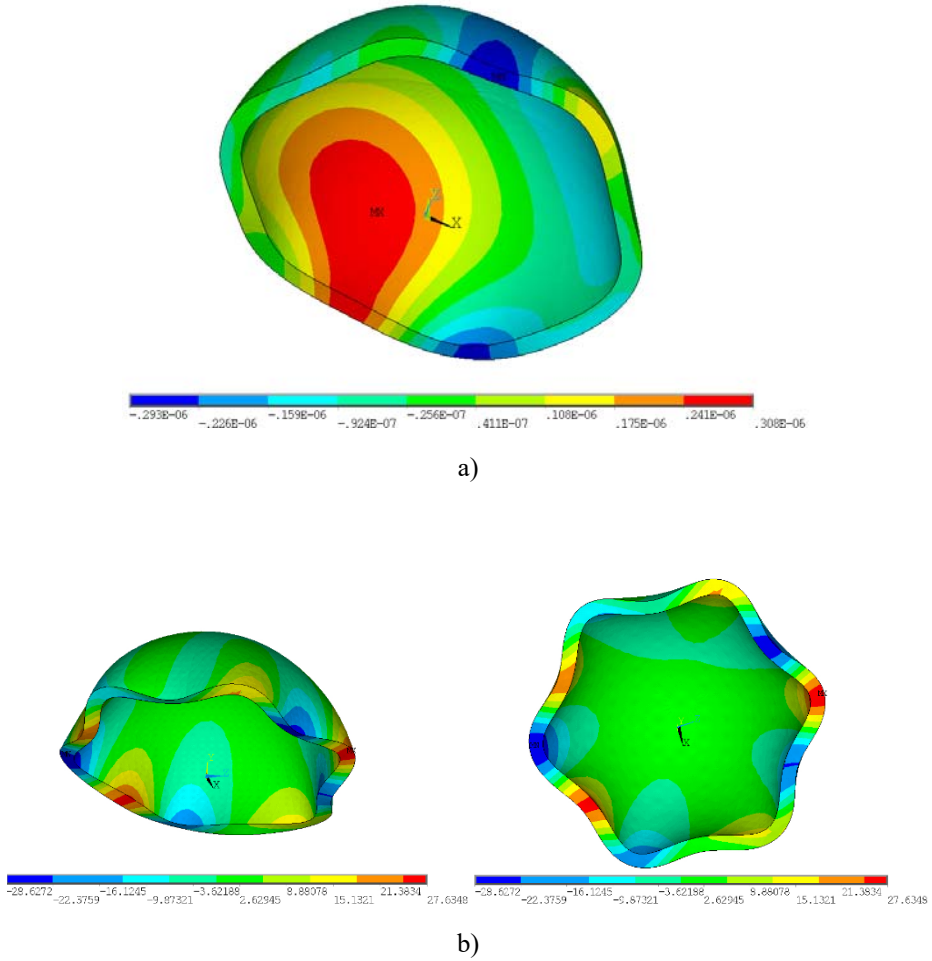 MX
X
-.293E-06 -.159E-06 -.256E-07 .108E-06 .241E-06
-.226E-06 -.924E-07 .411E-07 .175E-06 .308E-06
a)
X
-28.6272 -16.1245 -3.62188 8.88078 21.3834
-22.3759 -9.87321 2.62945 15.1321 27.6348
MX
X
-28.6272 -16.1245 -3.62188 8.88078 21.3834
-22.3759 -9.87321 2.62945 15.1321 27.6348
b)